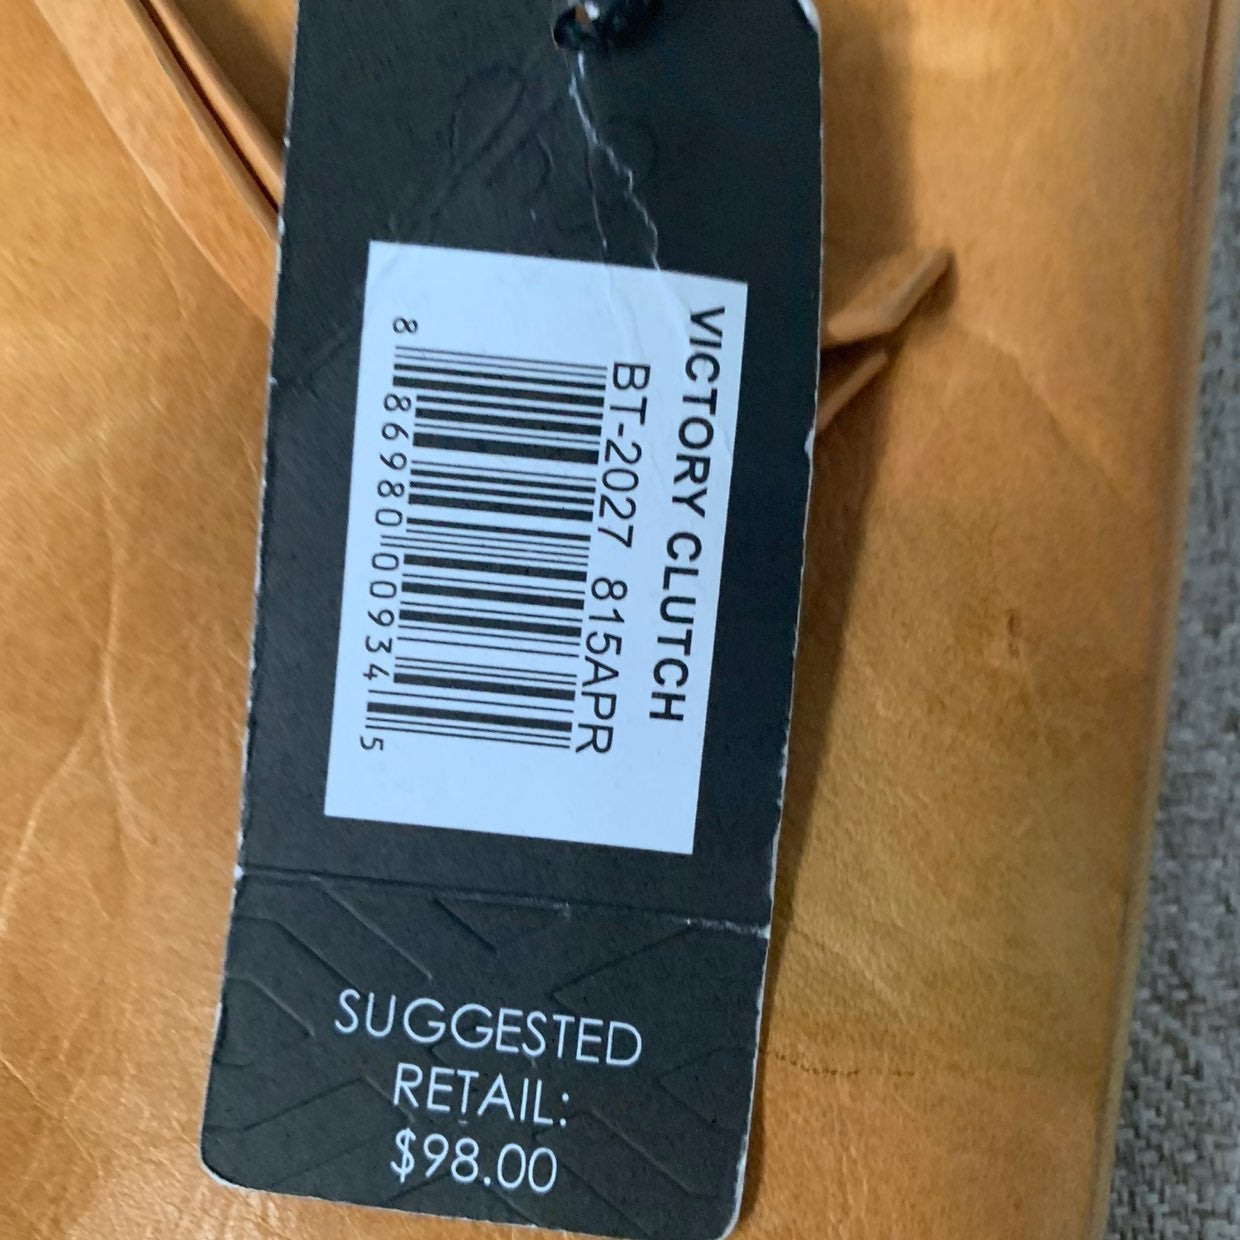 VICTORY CLUTCH
BT-2027 815APR
8 86980 00934 5
SUGGESTED
RETAIL:
$98.00